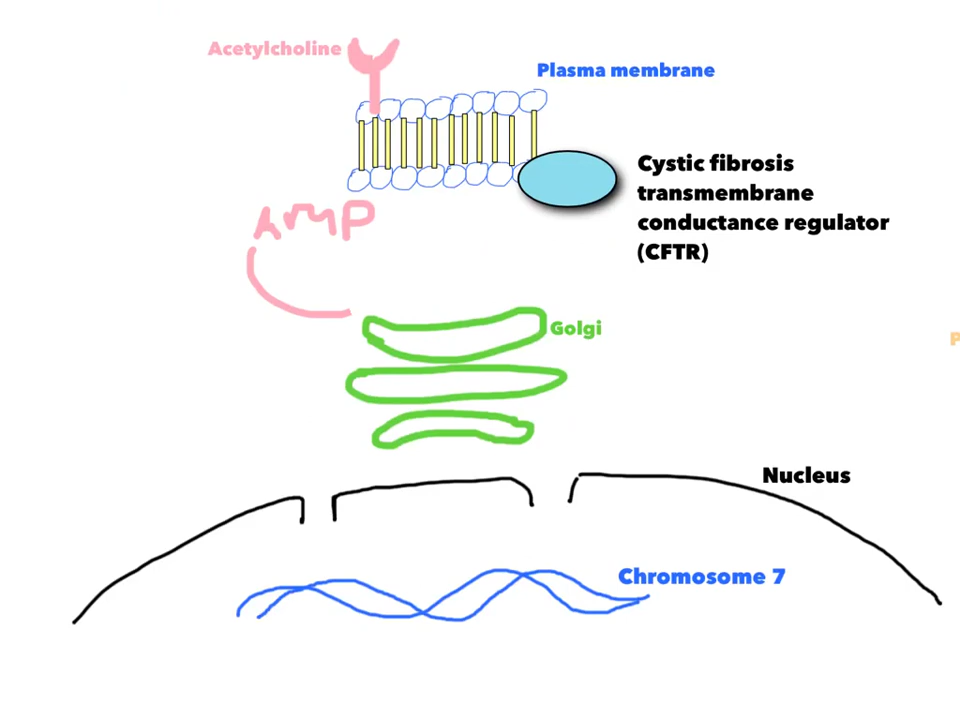 Acetylcholine
Plasma membrane
Cystic fibrosis
transmembrane
conductance regulator
(CFTR)
AMP
Golgi
P
Nucleus
Chromosome 7